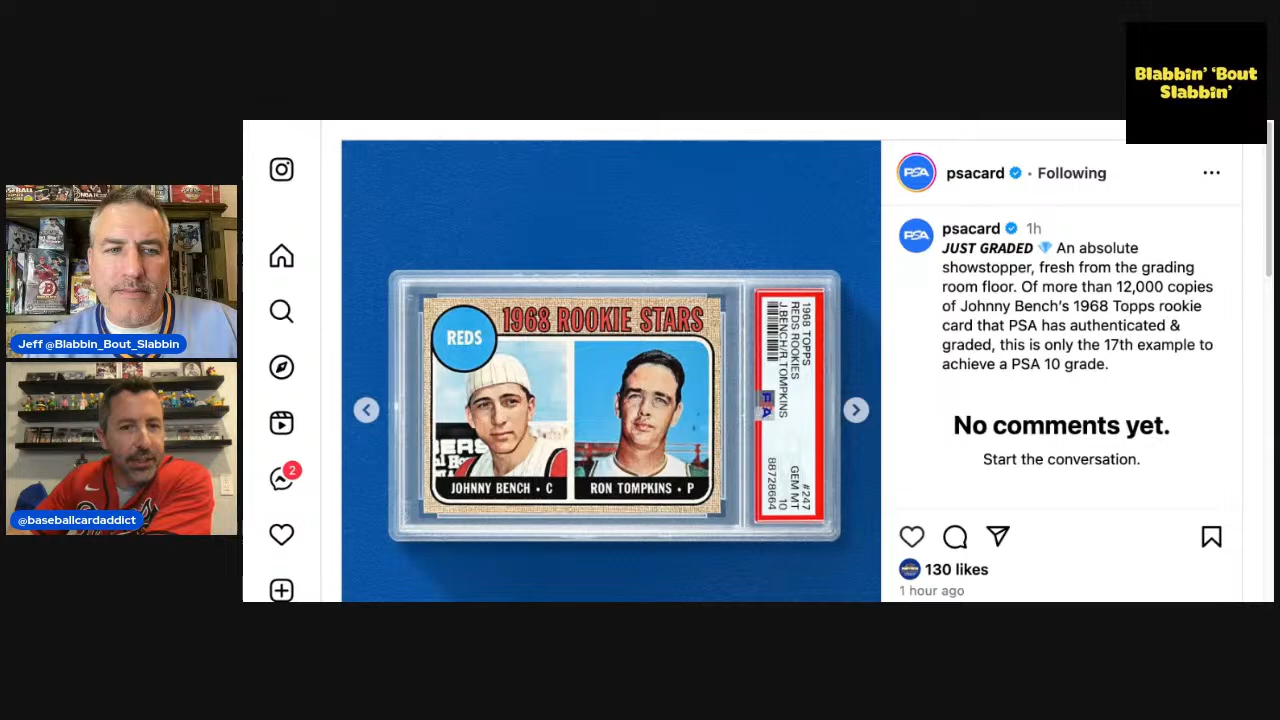 Blabbin' 'Bout
Slabbin'
PSA
psacard
•
Following
PSA
psacard
1h
JUST GRADED 💎 An absolute
showstopper, fresh from the grading
room floor. Of more than 12,000 copies
of Johnny Bench's 1968 Topps rookie
card that PSA has authenticated &
graded, this is only the 17th example to
achieve a PSA 10 grade.
No comments yet.
Start the conversation.
130 likes
1 hour ago
2
REDS
1968 ROOKIE STARS
JOHNNY BENCH • C
RON TOMPKINS • P
1968 TOPPS
REDS ROOKIES
J.BENCH/R.TOMPKINS
#247
GEM MT
10
88728664
Jeff @Blabbin_Bout_Slabbin
@baseballcardaddict